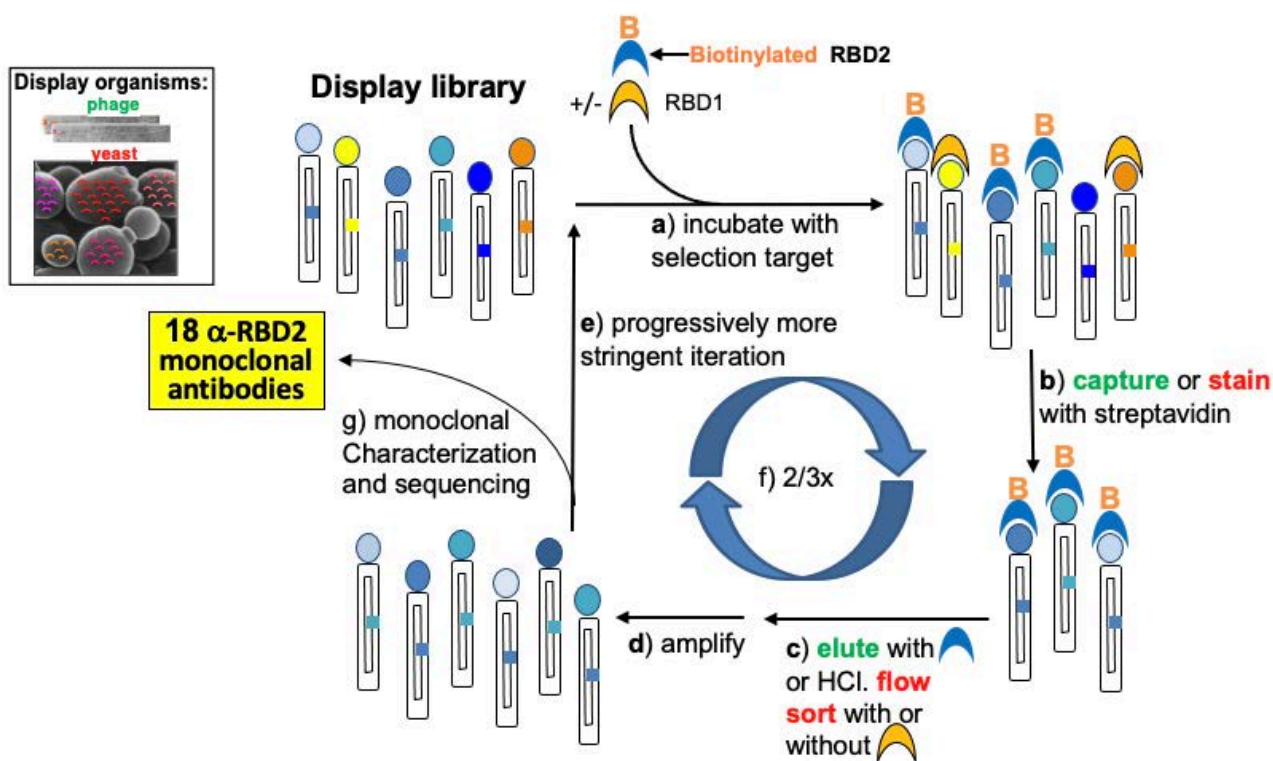 Display organisms:
phage
yeast
Display library
B
Biotinylated RBD2
+/-
RBD1
a) incubate with
selection target
B
B
B
b) capture or stain
with streptavidin
B
B
B
c) elute with
or HCl. flow
sort with or
without
d) amplify
e) progressively more
stringent iteration
f) 2/3x
g) monoclonal
Characterization
and sequencing
18 α-RBD2
monoclonal
antibodies